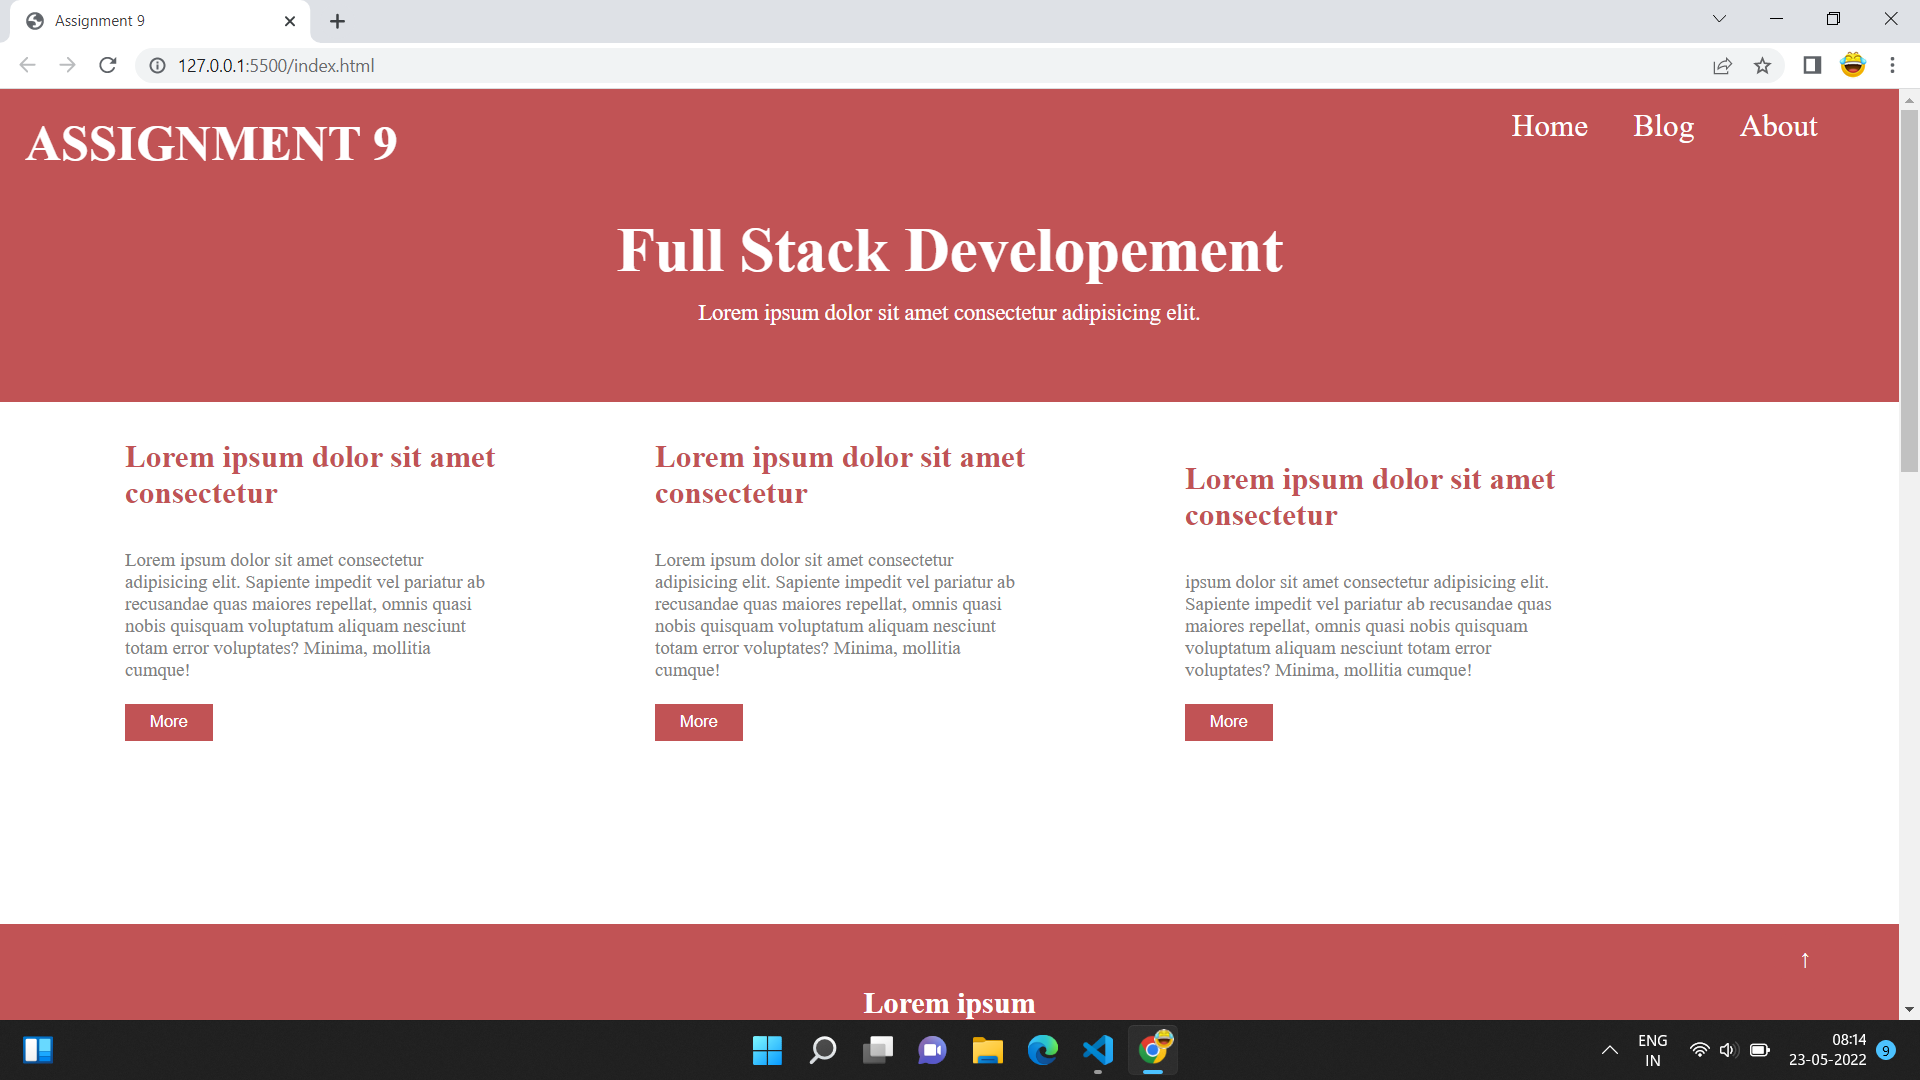 Assignment 9
127.0.0.1:5500/index.html
ASSIGNMENT 9
Home Blog About
Full Stack Developement
Lorem ipsum dolor sit amet consectetur adipisicing elit.
Lorem ipsum dolor sit amet
consectetur
Lorem ipsum dolor sit amet consectetur
adipisicing elit. Sapiente impedit vel pariatur ab
recusandae quas maiores repellat, omnis quasi
nobis quisquam voluptatum aliquam nesciunt
totam error voluptates? Minima, mollitia
cumque!
More
Lorem ipsum dolor sit amet
consectetur
Lorem ipsum dolor sit amet consectetur
adipisicing elit. Sapiente impedit vel pariatur ab
recusandae quas maiores repellat, omnis quasi
nobis quisquam voluptatum aliquam nesciunt
totam error voluptates? Minima, mollitia
cumque!
More
Lorem ipsum dolor sit amet
consectetur
ipsum dolor sit amet consectetur adipisicing elit.
Sapiente impedit vel pariatur ab recusandae quas
maiores repellat, omnis quasi nobis quisquam
voluptatum aliquam nesciunt totam error
voluptates? Minima, mollitia cumque!
More
↑
Lorem ipsum
ENG
IN
08:14
23-05-2022
9